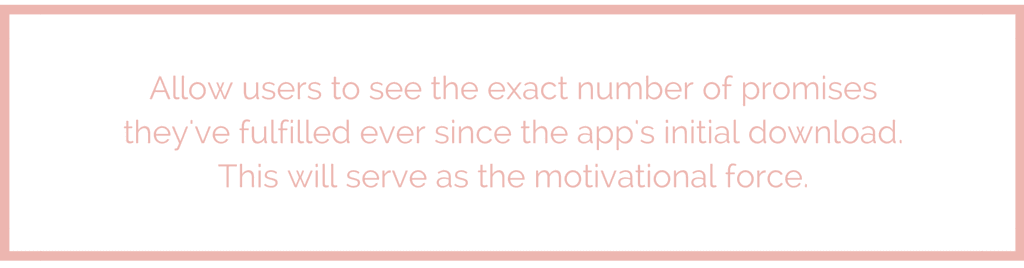 Allow users to see the exact number of promises
they've fulfilled ever since the app's initial download.
This will serve as the motivational force.